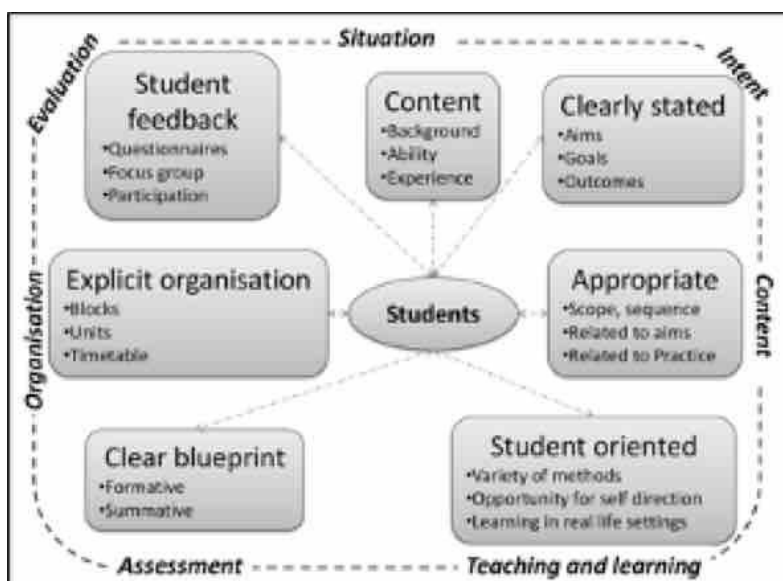 Situation
Evaluation
Intent
Student
feedback
•Questionnaires
•Focus group
•Participation
Content
•Background
•Ability
•Experience
Clearly stated
•Aims
•Goals
•Outcomes
Explicit organisation
•Blocks
•Units
•Timetable
Students
Appropriate
•Scope, sequence
•Related to aims
•Related to Practice
Organisation
Content
Clear blueprint
•Formative
•Summative
Student oriented
•Variety of methods
•Opportunity for self direction
•Learning in real life settings
Assessment
Teaching and learning